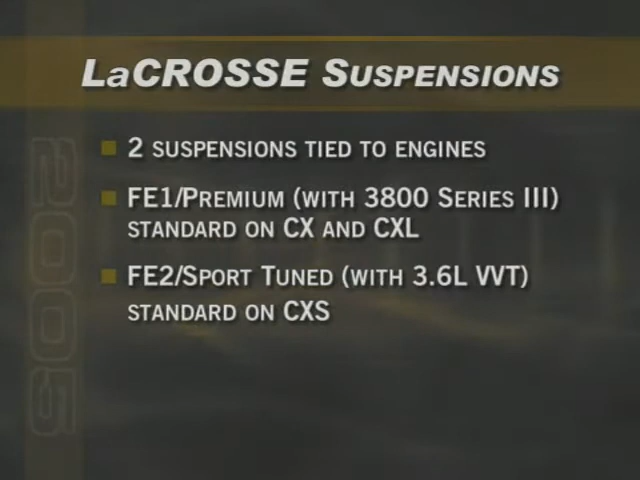 LaCROSSE SUSPENSIONS
2 SUSPENSIONS TIED TO ENGINES
FE1/PREMIUM (WITH 3800 SERIES III)
STANDARD ON CX AND CXL
FE2/SPORT TUNED (WITH 3.6L VVT)
STANDARD ON CXS
2005